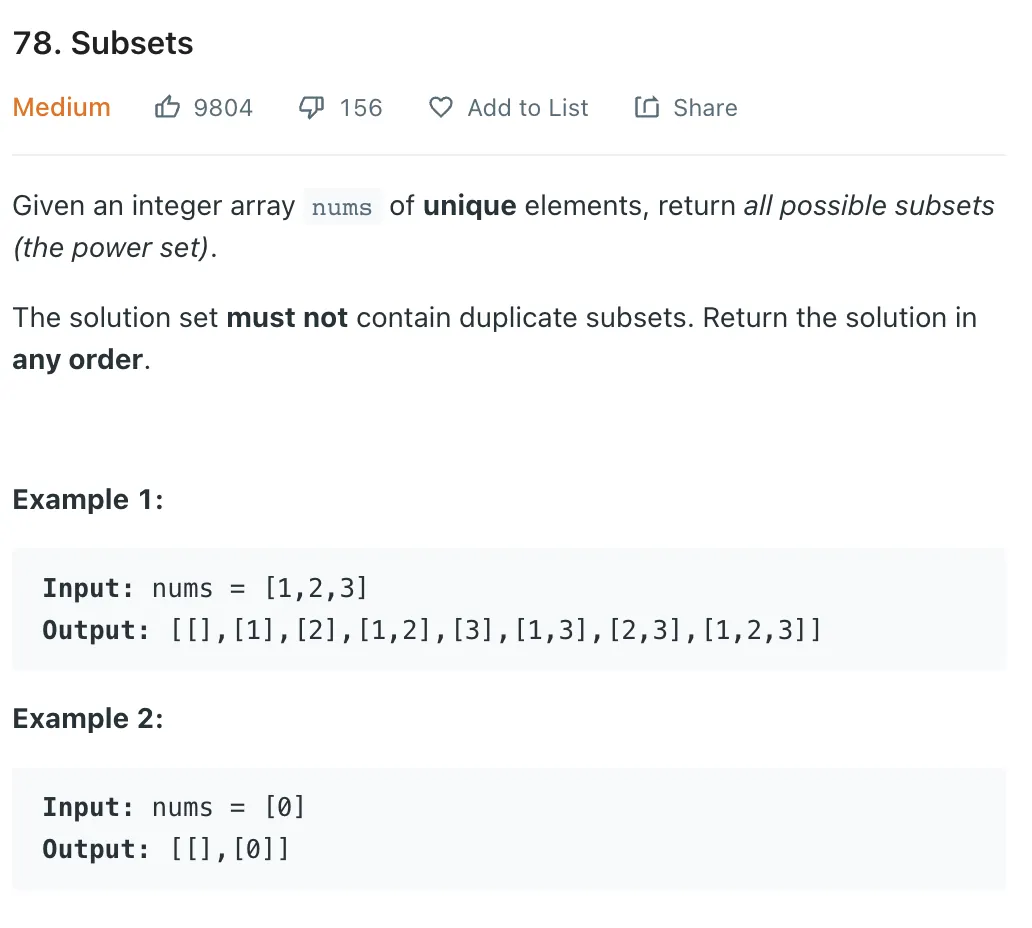 78. Subsets
Medium 9804 156 Add to List Share
Given an integer array nums of unique elements, return all possible subsets
(the power set).
The solution set must not contain duplicate subsets. Return the solution in
any order.
Example 1:
Input: nums = [1,2,3]
Output: [[],[1],[2],[1,2],[3],[1,3],[2,3],[1,2,3]]
Example 2:
Input: nums = [0]
Output: [[],[0]]